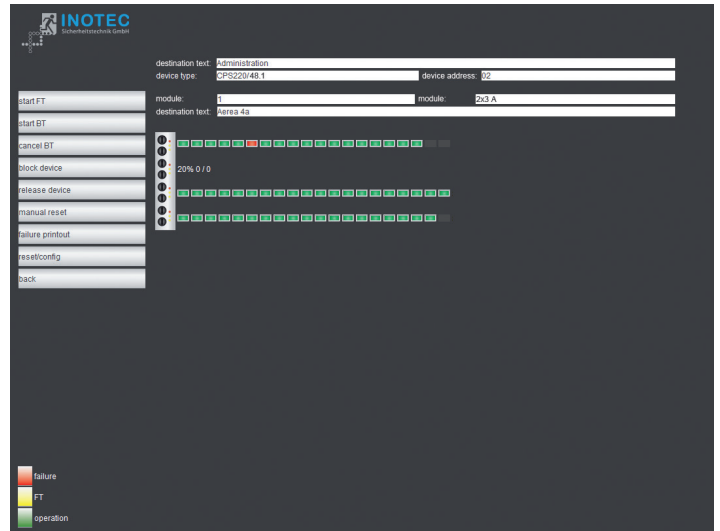 INOTEC
Sicherheitstechnik GmbH
destination text: Administration
device type: CPS220/48.1 device address: 02
module: 1 module: 2x3 A
destination text: Aerea 4a
start FT
start BT
cancel BT
block device
release device
manual reset
failure printout
reset/config
back
20% 0 / 0
failure
FT
operation